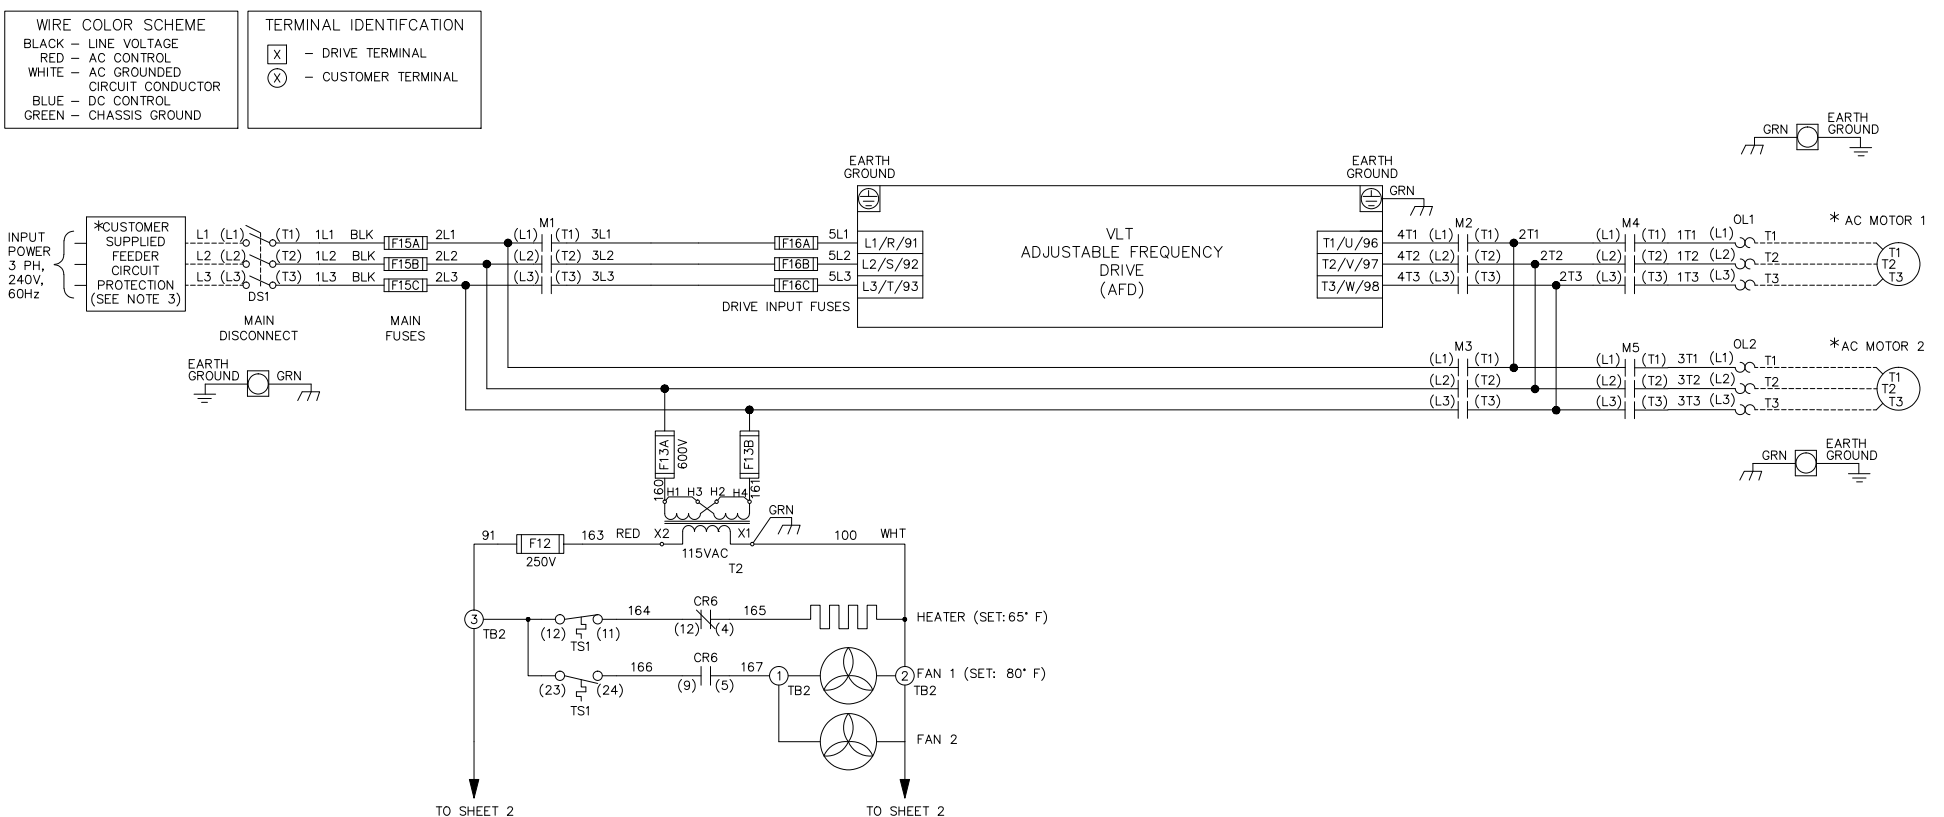 WIRE COLOR SCHEME
BLACK – LINE VOLTAGE
RED – AC CONTROL
WHITE – AC GROUNDED
CIRCUIT CONDUCTOR
BLUE – DC CONTROL
GREEN – CHASSIS GROUND
TERMINAL IDENTIFCATION
X – DRIVE TERMINAL
X – CUSTOMER TERMINAL
GRN
EARTH
GROUND
EARTH
GROUND
EARTH
GROUND
GRN
INPUT
POWER
3 PH,
240V,
60Hz
*CUSTOMER
SUPPLIED
FEEDER
CIRCUIT
PROTECTION
(SEE NOTE 3)
L1 (L1) (T1) 1L1 BLK F15A 2L1 (L1) M1 (T1) 3L1 F16A 5L1 L1/R/91
L2 (L2) (T2) 1L2 BLK F15B 2L2 (L2) (T2) 3L2 F16B 5L2 L2/S/92
L3 (L3) (T3) 1L3 BLK F15C 2L3 (L3) (T3) 3L3 F16C 5L3 L3/T/93
DS1
MAIN
DISCONNECT
MAIN
FUSES
DRIVE INPUT FUSES
VLT
ADJUSTABLE FREQUENCY
DRIVE
(AFD)
T1/U/96 4T1 (L1) M2 (T1) 2T1 (L1) M4 (T1) 1T1 (L1) OL1 T1
T2/V/97 4T2 (L2) (T2) 2T2 (L2) (T2) 1T2 (L2) T2
T3/W/98 4T3 (L3) (T3) 2T3 (L3) (T3) 1T3 (L3) T3
* AC MOTOR 1
T1
T2
T3
EARTH
GROUND
GRN
M3 M5 OL2
(L1) (T1) (L1) (T1) 3T1 (L1) T1
(L2) (T2) (L2) (T2) 3T2 (L2) T2
(L3) (T3) (L3) (T3) 3T3 (L3) T3
*AC MOTOR 2
T1
T2
T3
GRN
EARTH
GROUND
F13A
600V
F13B
160
161
H1 H3 H2 H4
GRN
91 F12 163 RED X2 X1 100 WHT
250V
115VAC
T2
3
TB2
(12) (11)
TS1
164
CR6
(12) (4)
165
HEATER (SET:65° F)
(23) (24)
TS1
166
CR6
(9) (5)
167
1
TB2
2
TB2
FAN 1 (SET: 80° F)
FAN 2
TO SHEET 2
TO SHEET 2